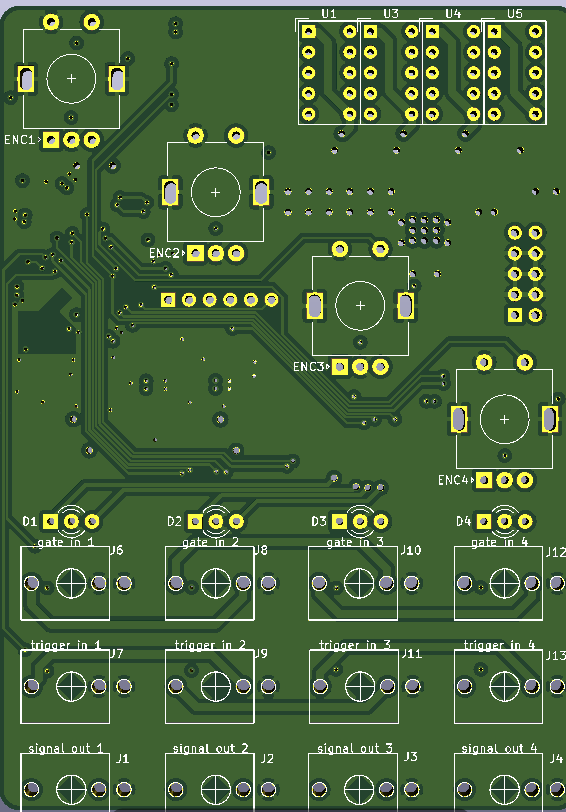 U1 U3 U4 U5
ENC1
ENC2
ENC3
ENC4
D1 D2 D3 D4
gate in 1 gate in 2 gate in 3 gate in 4
J6 J8 J10 J12
trigger in 1 trigger in 2 trigger in 3 trigger in 4
J7 J9 J11 J13
signal out 1 signal out 2 signal out 3 signal out 4
J1 J2 J3 J4